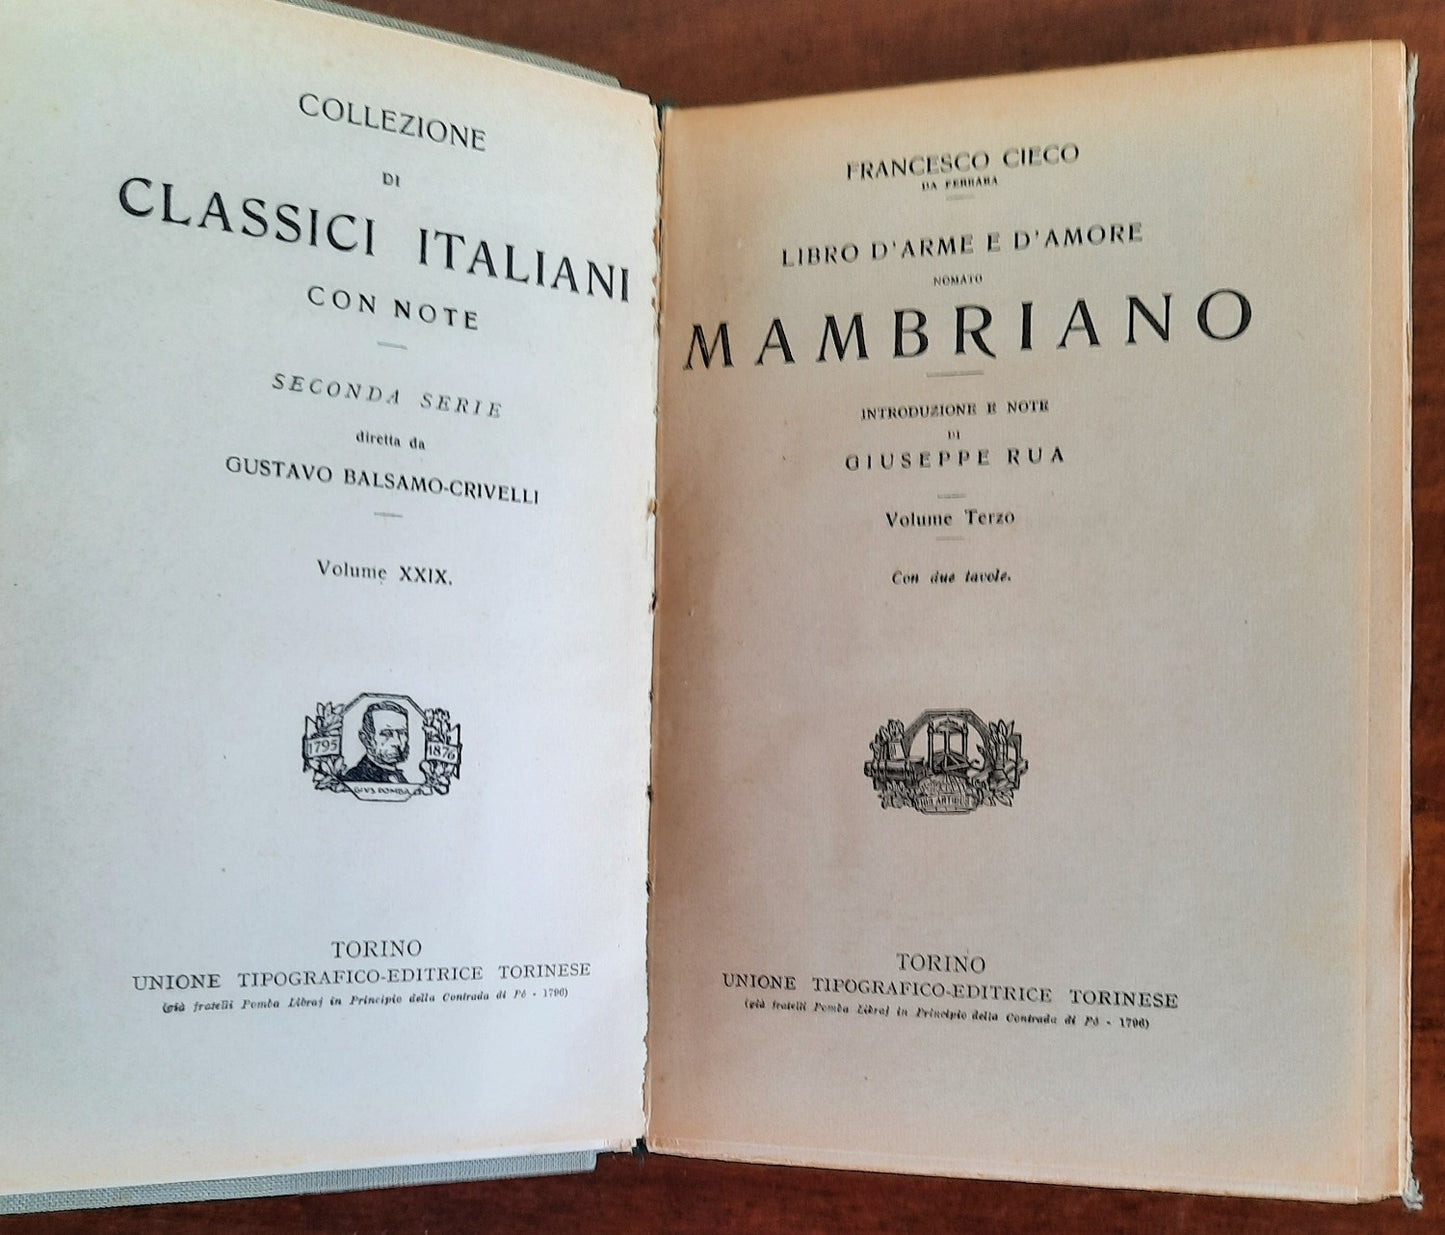 COLLEZIONE
DI
CLASSICI ITALIANI
CON NOTE
SECONDA SERIE
diretta da
GUSTAVO BALSAMO-CRIVELLI
Volume XXIX.
1795
1876
TORINO
UNIONE TIPOGRAFICO-EDITRICE TORINESE
(già fratelli Pomba Libraj in Principio della Contrada di Pò - 1796)
FRANCESCO CIECO
DA FERRARA
LIBRO D'ARME E D'AMORE
NOMATO
MAMBRIANO
INTRODUZIONE E NOTE
DI
GIUSEPPE RUA
Volume Terzo
Con due tavole.
TORINO
UNIONE TIPOGRAFICO-EDITRICE TORINESE
(già fratelli Pomba Libraj in Principio della Contrada di Pò - 1796)